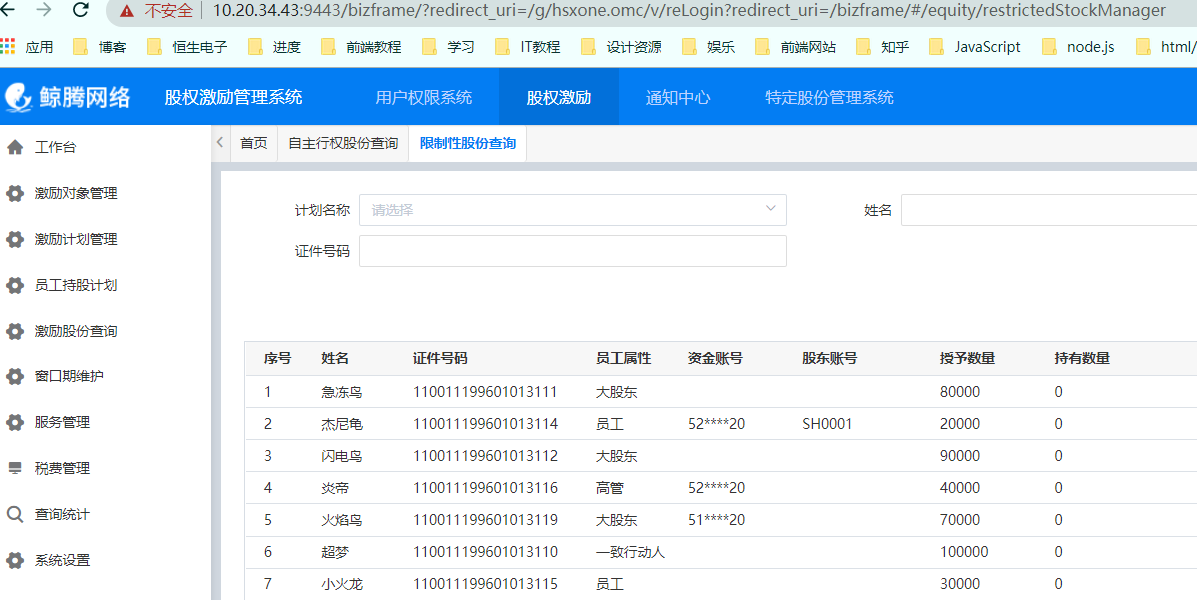 不安全 10.20.34.43:9443/bizframe/?redirect_uri=/g/hsxone.omc/v/reLogin?redirect_uri=/bizframe/#/equity/restrictedStockManager
应用 博客 恒生电子 进度 前端教程 学习 IT教程 设计资源 娱乐 前端网站 知乎 JavaScript node.js html/
鲸腾网络 股权激励管理系统 用户权限系统 股权激励 通知中心 特定股份管理系统
首页 自主行权股份查询 限制性股份查询
工作台
激励对象管理
激励计划管理
员工持股计划
激励股份查询
窗口期维护
服务管理
税费管理
查询统计
系统设置
计划名称 请选择 姓名
证件号码
序号 姓名 证件号码 员工属性 资金账号 股东账号 授予数量 持有数量
1 急冻鸟 110011199601013111 大股东 80000 0
2 杰尼龟 110011199601013114 员工 52****20 SH0001 20000 0
3 闪电鸟 110011199601013112 大股东 90000 0
4 炎帝 110011199601013116 高管 52****20 40000 0
5 火焰鸟 110011199601013119 大股东 51****20 70000 0
6 超梦 110011199601013110 一致行动人 100000 0
7 小火龙 110011199601013115 员工 30000 0